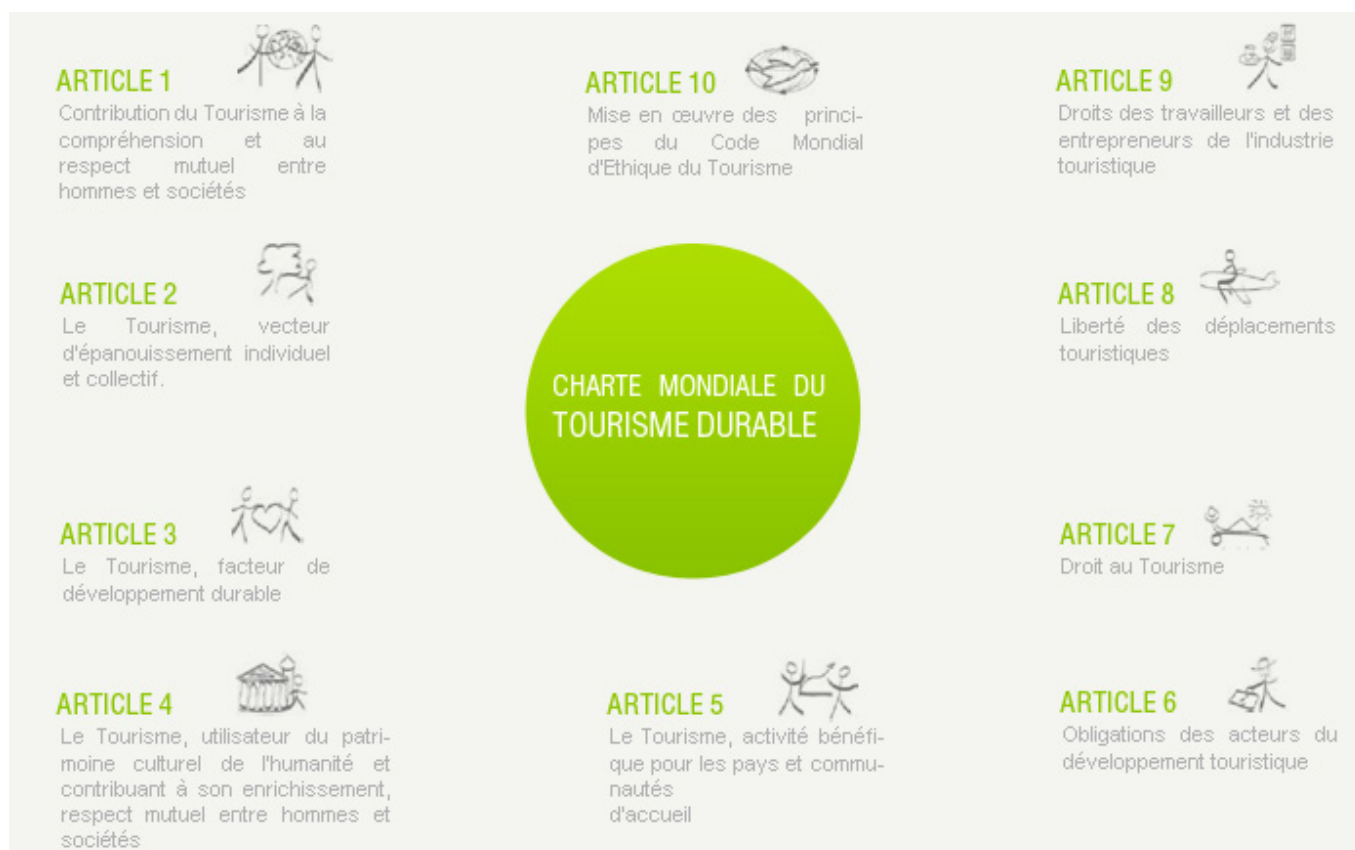 ARTICLE 1
Contribution du Tourisme à la
compréhension et au
respect mutuel entre
hommes et sociétés
ARTICLE 10
Mise en œuvre des princi-
pes du Code Mondial
d'Ethique du Tourisme
ARTICLE 9
Droits des travailleurs et des
entrepreneurs de l'industrie
touristique
ARTICLE 2
Le Tourisme, vecteur
d'épanouissement individuel
et collectif.
CHARTE MONDIALE DU
TOURISME DURABLE
ARTICLE 8
Liberté des déplacements
touristiques
ARTICLE 3
Le Tourisme, facteur de
développement durable
ARTICLE 7
Droit au Tourisme
ARTICLE 4
Le Tourisme, utilisateur du patri-
moine culturel de l'humanité et
contribuant à son enrichissement,
respect mutuel entre hommes et
sociétés
ARTICLE 5
Le Tourisme, activité bénéfi-
que pour les pays et commu-
nautés
d'accueil
ARTICLE 6
Obligations des acteurs du
développement touristique